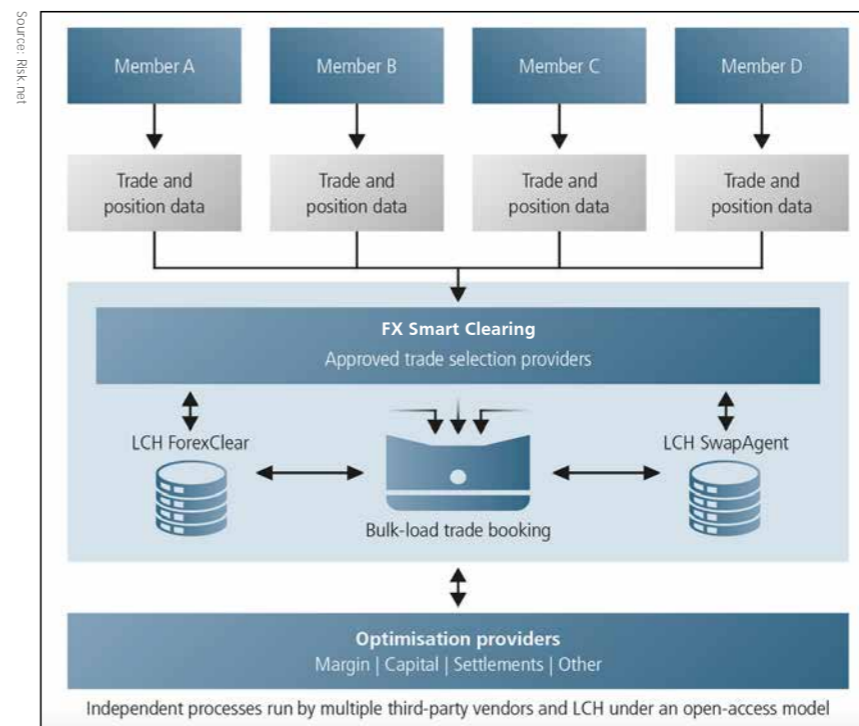 Source: Risk.net
Member A
Member B
Member C
Member D
Trade and
position data
Trade and
position data
Trade and
position data
Trade and
position data
FX Smart Clearing
Approved trade selection providers
LCH ForexClear
LCH SwapAgent
Bulk-load trade booking
Optimisation providers
Margin | Capital | Settlements | Other
Independent processes run by multiple third-party vendors and LCH under an open-access model